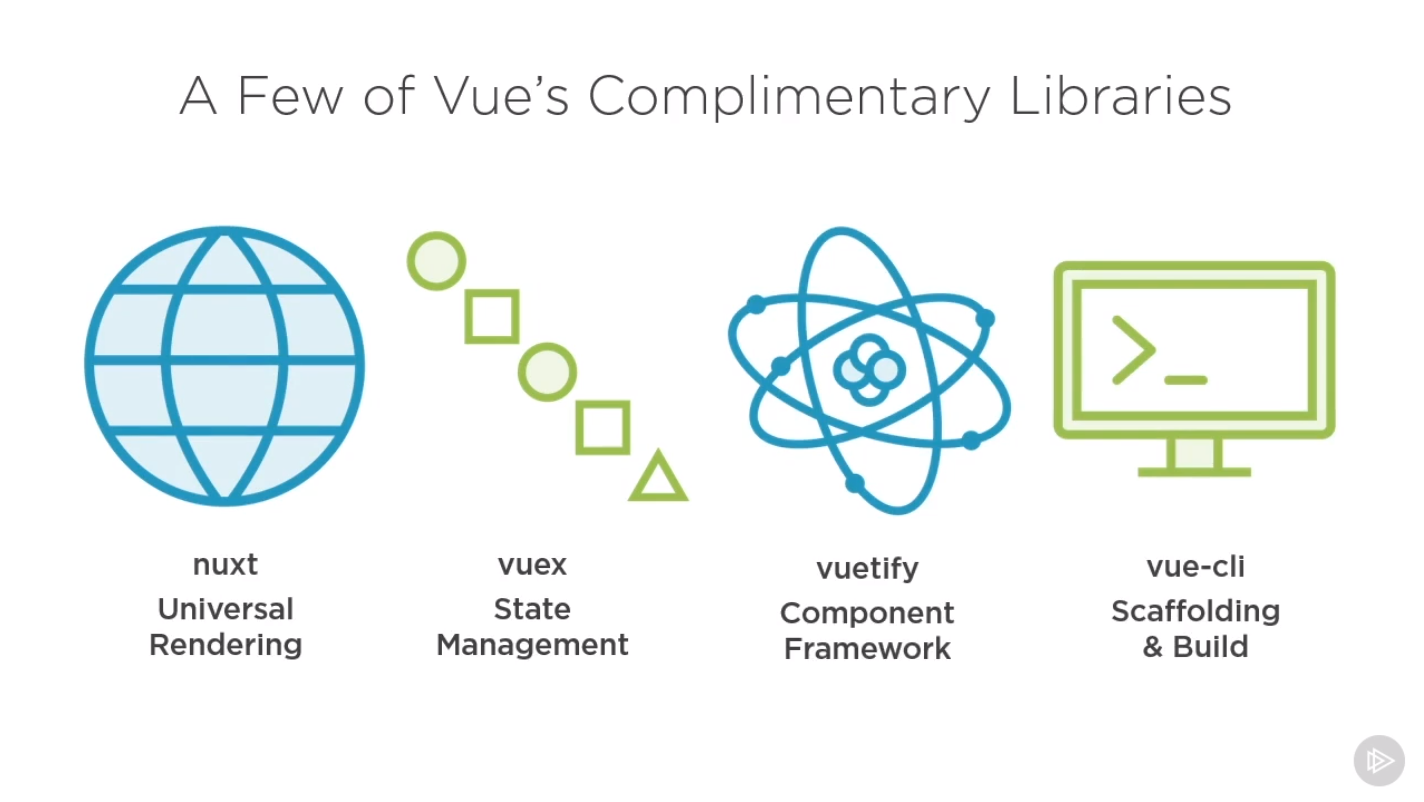 A Few of Vue’s Complimentary Libraries
nuxt
Universal
Rendering
vuex
State
Management
vuetify
Component
Framework
vue-cli
Scaffolding
& Build